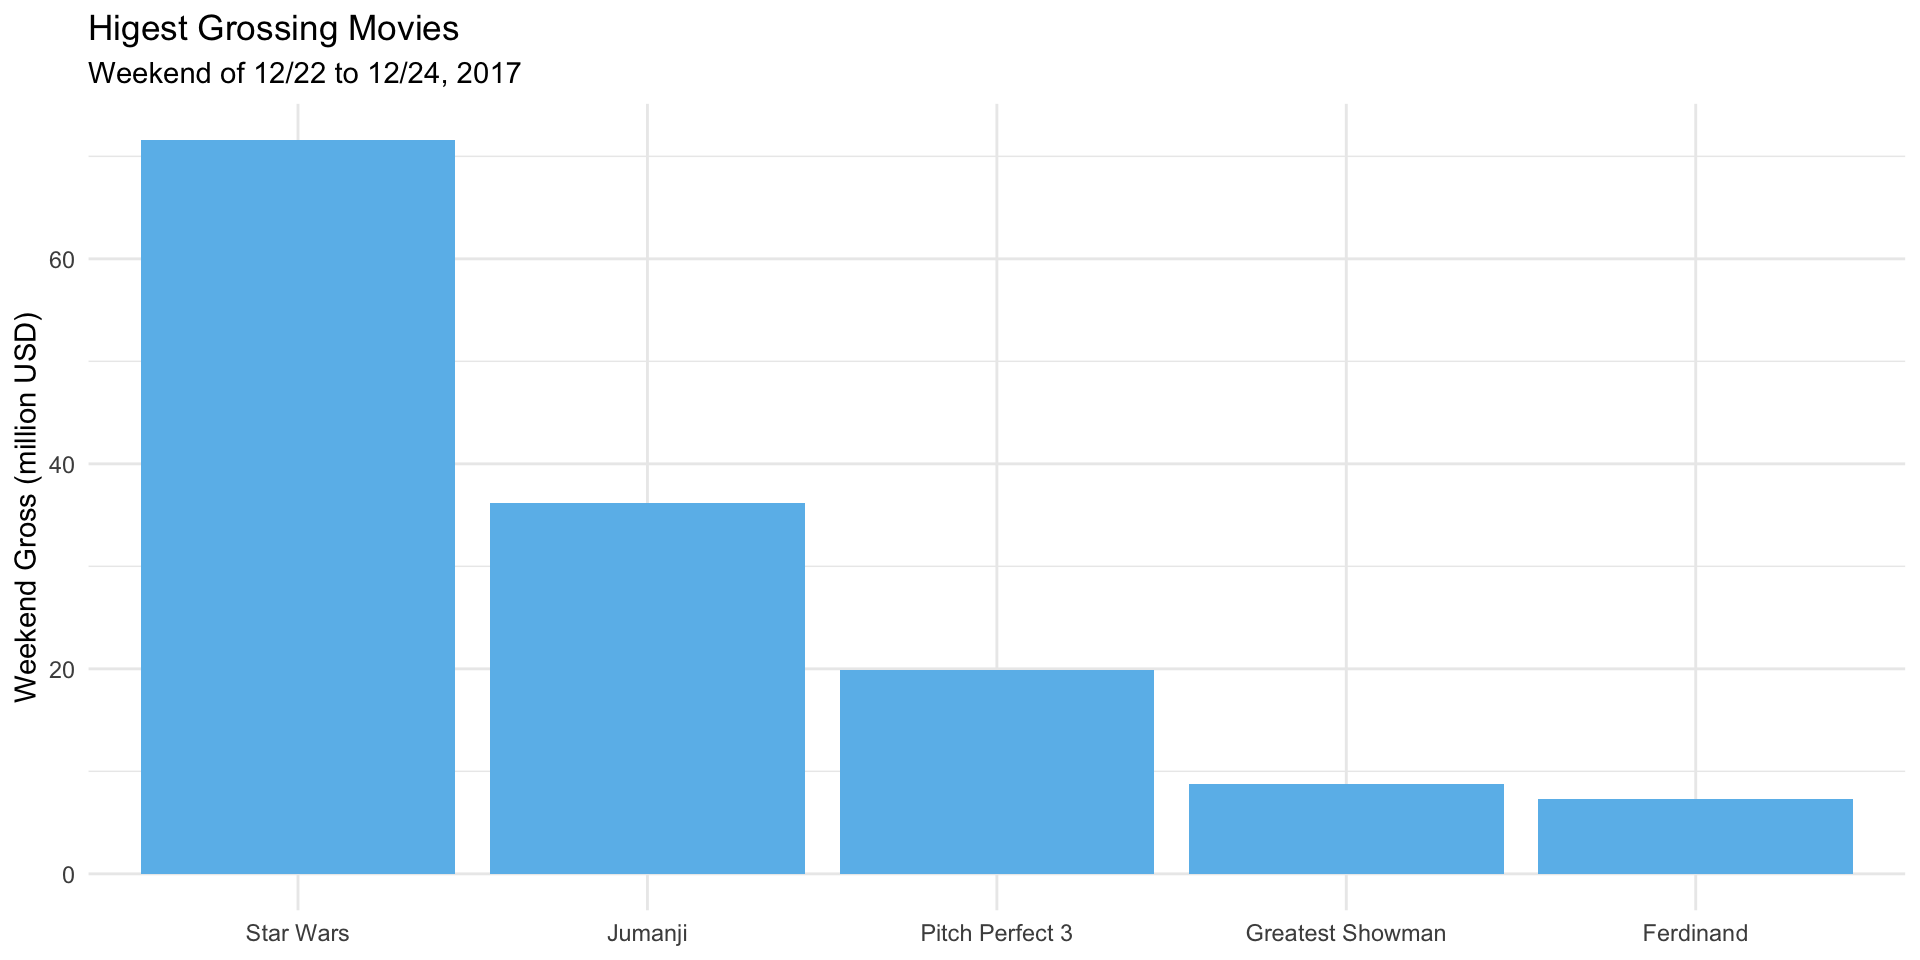 Higest Grossing Movies
Weekend of 12/22 to 12/24, 2017
Weekend Gross (million USD)
60
40
20
0
Star Wars
Jumanji
Pitch Perfect 3
Greatest Showman
Ferdinand